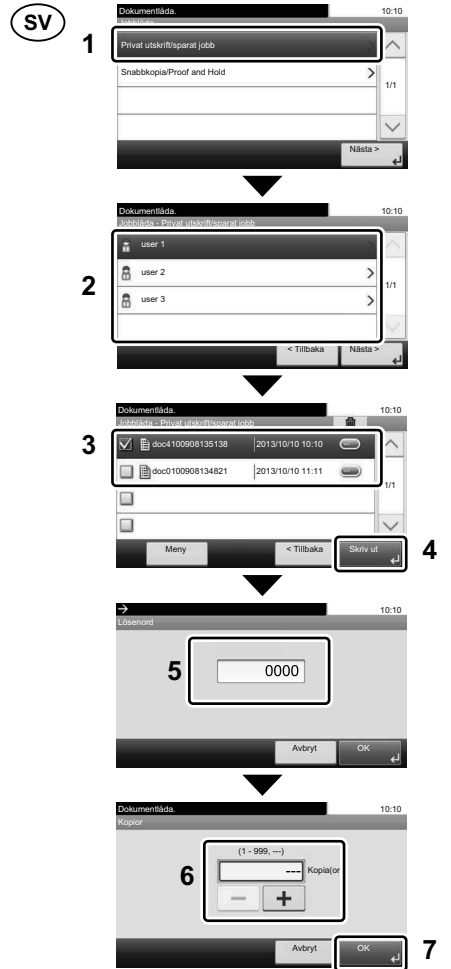 SV
Dokumentlåda. 10:10
Jobblåda
1
Privat utskrift/sparat jobb
Snabbkopia/Proof and Hold
1/1
Nästa >
Dokumentlåda. 10:10
Jobblåda - Privat utskrift/sparat jobb
user 1
2
user 2
1/1
user 3
< Tillbaka Nästa >
Dokumentlåda. 10:10
Jobblåda - Privat utskrift/sparat jobb
3
doc4100908135138 2013/10/10 10:10
doc0100908134821 2013/10/10 11:11
1/1
Meny < Tillbaka Skriv ut
4
10:10
Lösenord
5
0000
Avbryt OK
Dokumentlåda. 10:10
Kopior
(1 - 999, ---)
6
--- Kopia(or
Avbryt OK
7